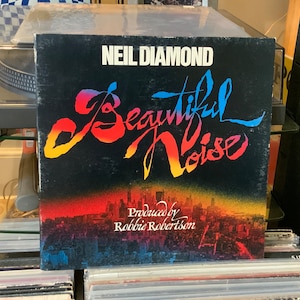 NEIL DIAMOND
Beautiful
Noise
Produced by
Robbie Robertson